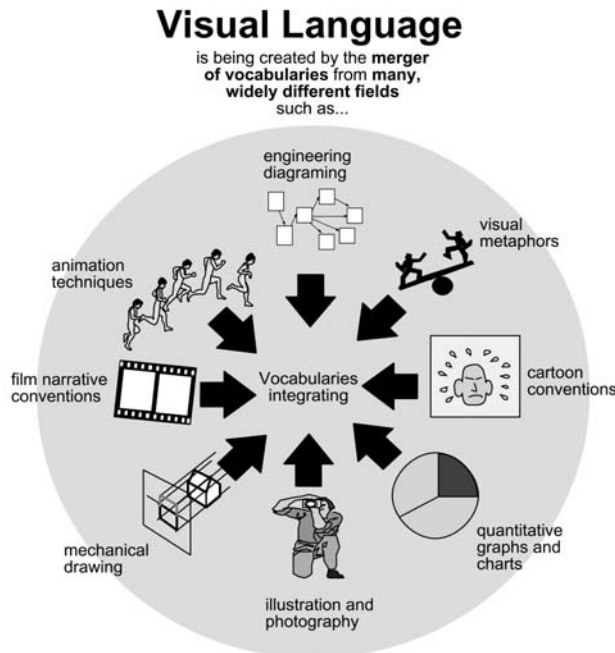 Visual Language
is being created by the merger
of vocabularies from many,
widely different fields
such as...
engineering
diagraming
visual
metaphors
animation
techniques
film narrative
conventions
Vocabularies
integrating
cartoon
conventions
mechanical
drawing
illustration and
photography
quantitative
graphs and
charts